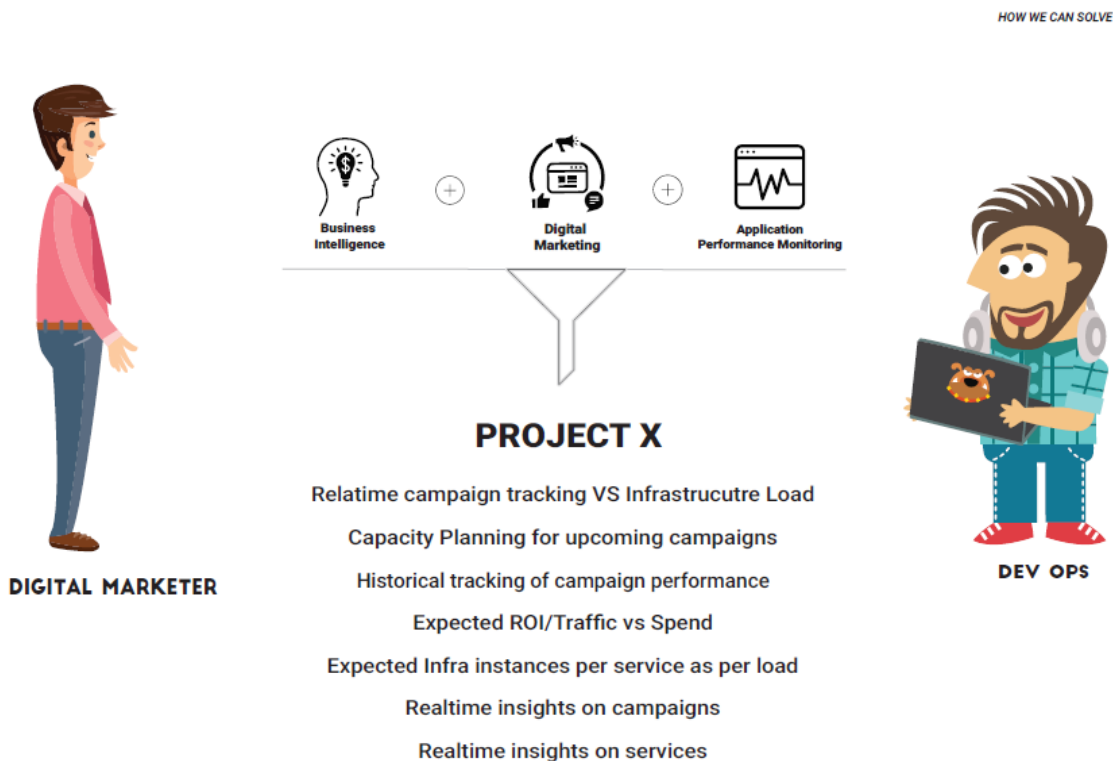 HOW WE CAN SOLVE
Business
Intelligence
Digital
Marketing
Application
Performance Monitoring
PROJECT X
Relatime campaign tracking VS Infrastrucutre Load
Capacity Planning for upcoming campaigns
Historical tracking of campaign performance
Expected ROI/Traffic vs Spend
Expected Infra instances per service as per load
Realtime insights on campaigns
Realtime insights on services
DIGITAL MARKETER
DEV OPS